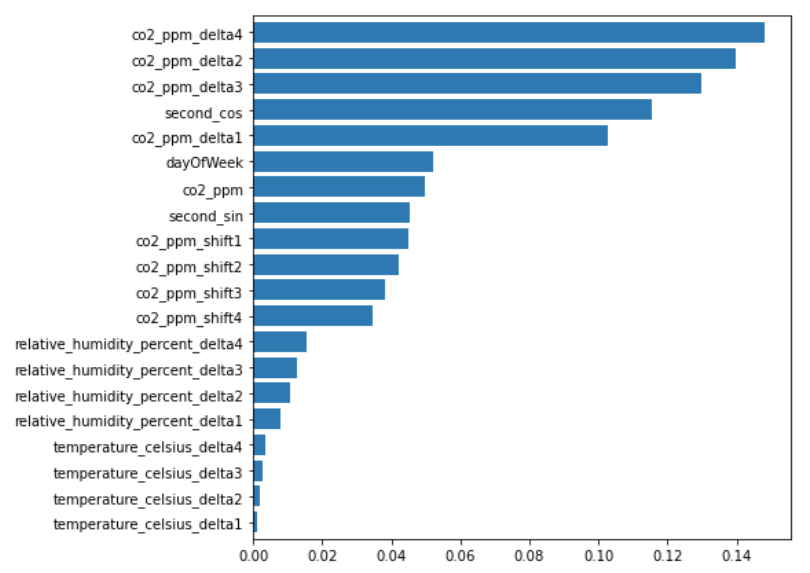 co2_ppm_delta4
co2_ppm_delta2
co2_ppm_delta3
second_cos
co2_ppm_delta1
dayOfWeek
co2_ppm
second_sin
co2_ppm_shift1
co2_ppm_shift2
co2_ppm_shift3
co2_ppm_shift4
relative_humidity_percent_delta4
relative_humidity_percent_delta3
relative_humidity_percent_delta2
relative_humidity_percent_delta1
temperature_celsius_delta4
temperature_celsius_delta3
temperature_celsius_delta2
temperature_celsius_delta1
0.00 0.02 0.04 0.06 0.08 0.10 0.12 0.14